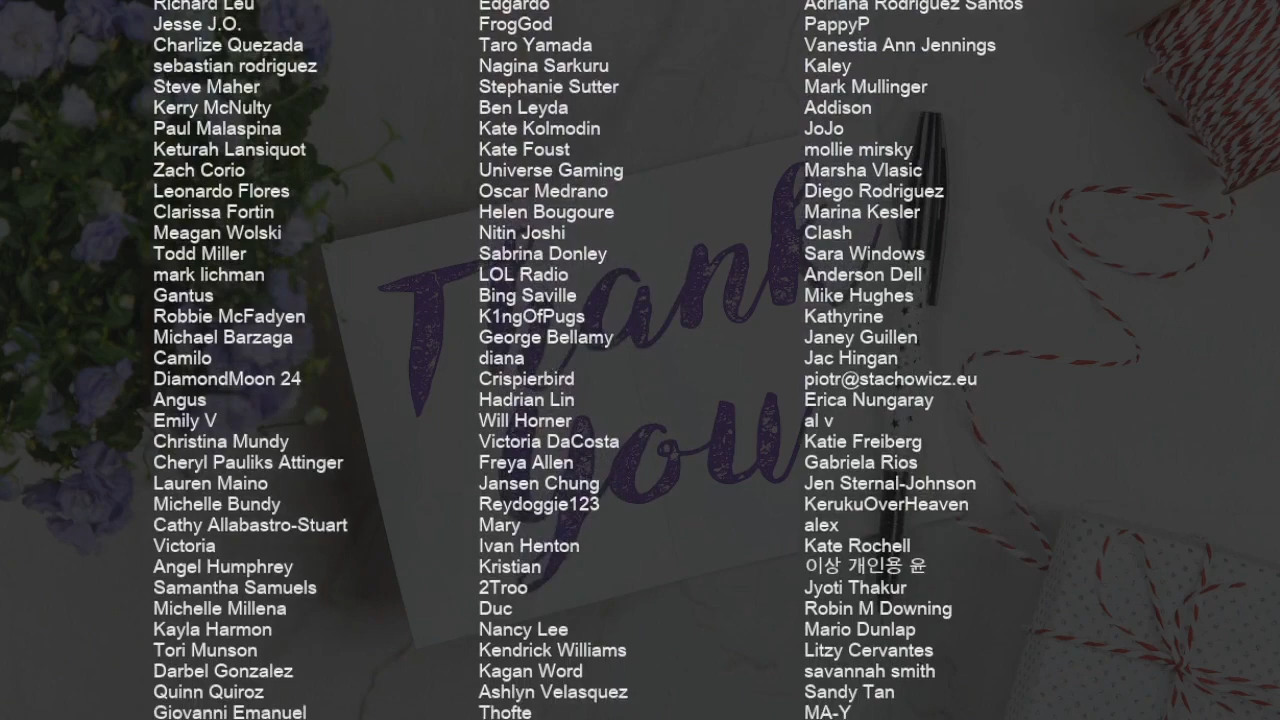 Richard Leu
Jesse J.O.
Charlize Quezada
sebastian rodriguez
Steve Maher
Kerry McNulty
Paul Malaspina
Keturah Lansiquot
Zach Corio
Leonardo Flores
Clarissa Fortin
Meagan Wolski
Todd Miller
mark lichman
Gantus
Robbie McFadyen
Michael Barzaga
Camilo
DiamondMoon 24
Angus
Emily V
Christina Mundy
Cheryl Pauliks Attinger
Lauren Maino
Michelle Bundy
Cathy Allabastro-Stuart
Victoria
Angel Humphrey
Samantha Samuels
Michelle Millena
Kayla Harmon
Tori Munson
Darbel Gonzalez
Quinn Quiroz
Giovanni Emanuel
Edgardo
FrogGod
Taro Yamada
Nagina Sarkuru
Stephanie Sutter
Ben Leyda
Kate Kolmodin
Kate Foust
Universe Gaming
Oscar Medrano
Helen Bougoure
Nitin Joshi
Sabrina Donley
LOL Radio
Bing Saville
K1ngOfPugs
George Bellamy
diana
Crispierbird
Hadrian Lin
Will Horner
Victoria DaCosta
Freya Allen
Jansen Chung
Reydoggie123
Mary
Ivan Henton
Kristian
2Troo
Duc
Nancy Lee
Kendrick Williams
Kagan Word
Ashlyn Velasquez
Thofte
Adriana Rodriguez Santos
PappyP
Vanestia Ann Jennings
Kaley
Mark Mullinger
Addison
JoJo
mollie mirsky
Marsha Vlasic
Diego Rodriguez
Marina Kesler
Clash
Sara Windows
Anderson Dell
Mike Hughes
Kathyrine
Janey Guillen
Jac Hingan
piotr@stachowicz.eu
Erica Nungaray
al v
Katie Freiberg
Gabriela Rios
Jen Sternal-Johnson
KerukuOverHeaven
alex
Kate Rochell
이상 개인용 윤
Jyoti Thakur
Robin M Downing
Mario Dunlap
Litzy Cervantes
savannah smith
Sandy Tan
MA-Y
Thank
you